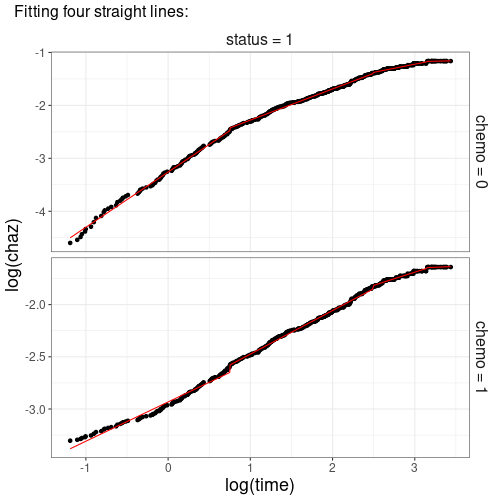 Fitting four straight lines:
status = 1
-1
-2
-3
-4
chemo = 0
log(chaz)
-2.0
-2.5
-3.0
chemo = 1
-1 0 1 2 3
log(time)